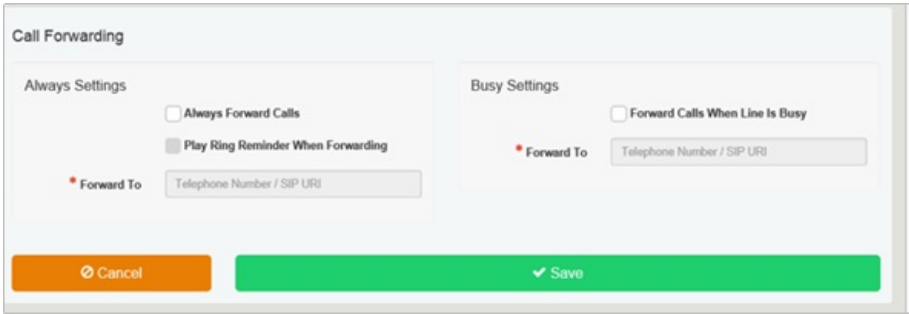 Call Forwarding
Always Settings
Always Forward Calls
Play Ring Reminder When Forwarding
* Forward To Telephone Number / SIP URI
Busy Settings
Forward Calls When Line Is Busy
* Forward To Telephone Number / SIP URI
Cancel
Save